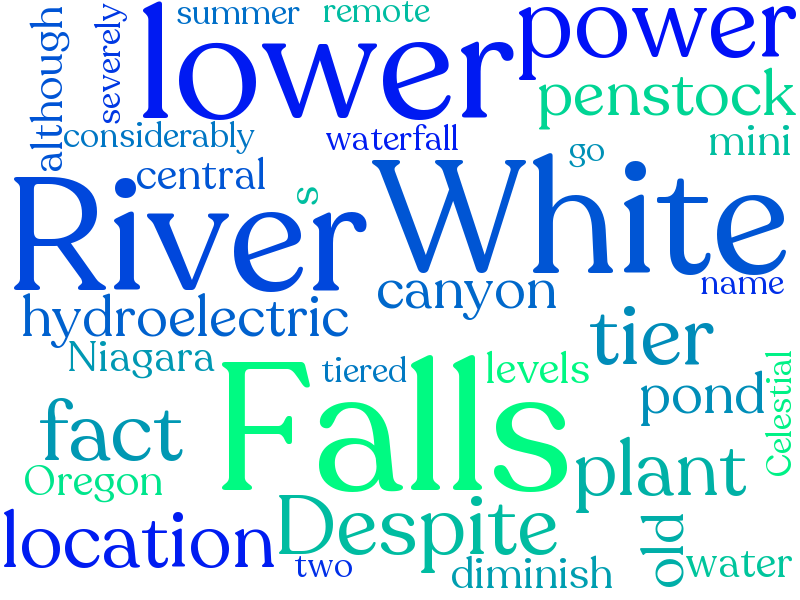 summer
remote
although
severely
lower
power
penstock
considerably
waterfall
go
mini
central
s
River
White
canyon
name
hydroelectric
tier
Niagara
tiered
levels
Celestial
pond
fact
Falls
Oregon
plant
location
Despite
old
two
diminish
water